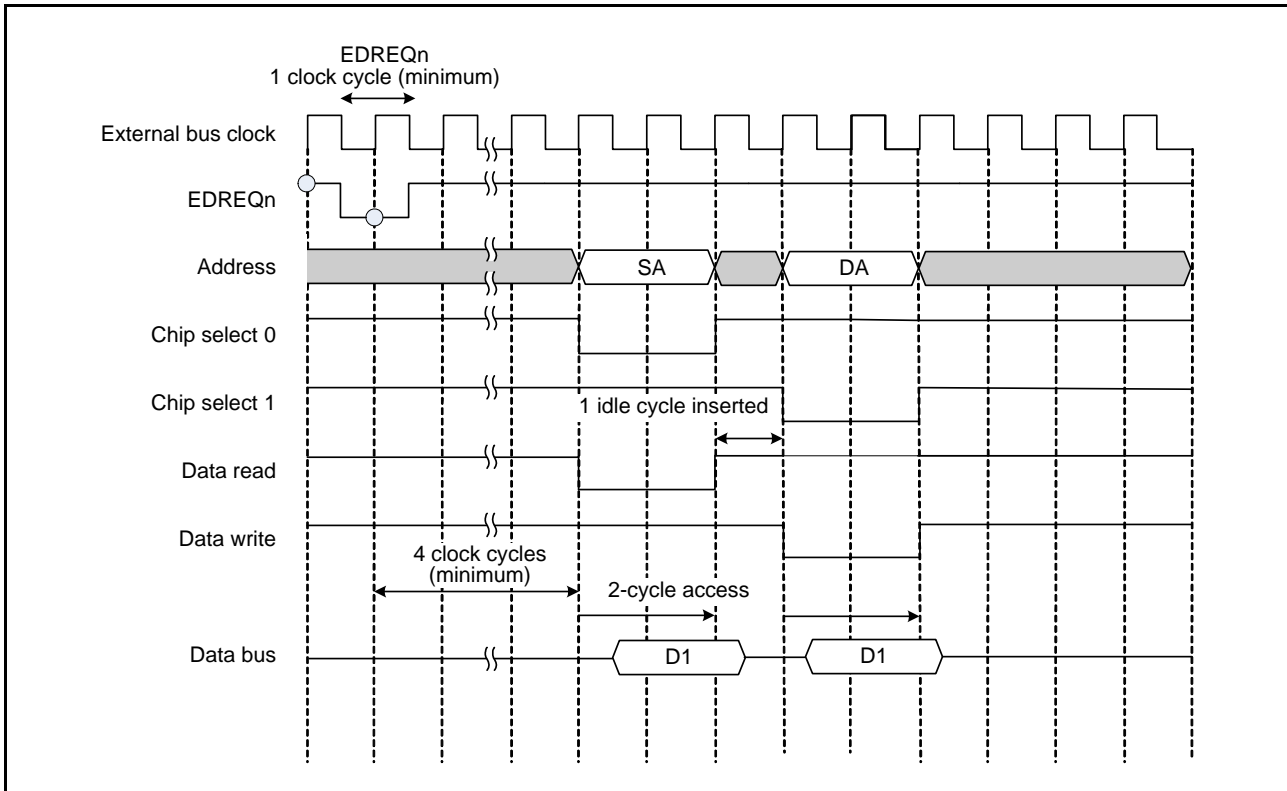 EDREQn
1 clock cycle (minimum)
External bus clock
EDREQn
Address
SA
DA
Chip select 0
Chip select 1
1 idle cycle inserted
Data read
Data write
4 clock cycles
(minimum)
2-cycle access
Data bus
D1
D1